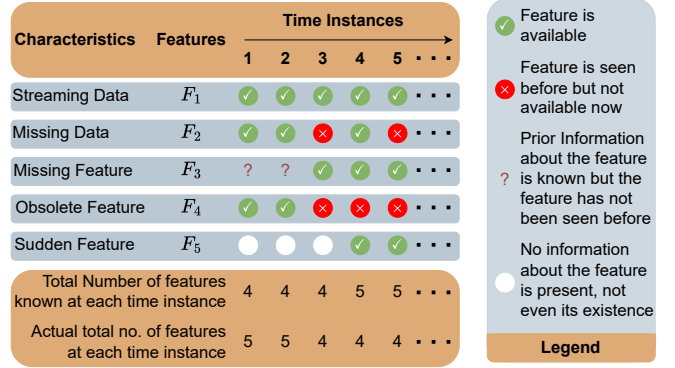 Time Instances
Characteristics Features
1 2 3 4 5 . . .
Streaming Data F1 ✓ ✓ ✓ ✓ ✓ . . .
Missing Data F2 ✓ ✓ × ✓ × . . .
Missing Feature F3 ? ? ✓ ✓ ✓ . . .
Obsolete Feature F4 ✓ ✓ × × × . . .
Sudden Feature F5 ✓ ✓ . . .
Total Number of features
known at each time instance
4 4 4 5 5 . . .
Actual total no. of features
at each time instance
5 5 4 4 4 . . .
✓ Feature is
available
Feature is seen
× before but not
available now
Prior Information
about the feature
? is known but the
feature has not
been seen before
No information
about the feature
is present, not
even its existence
Legend